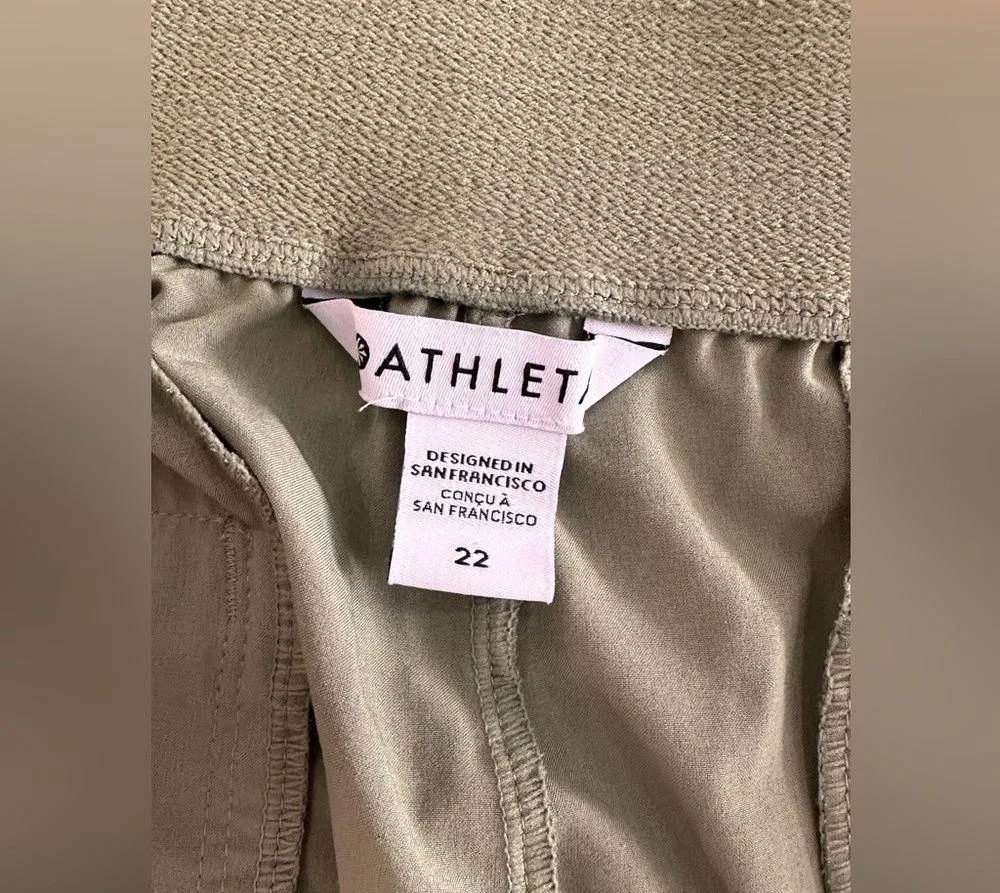 ATHLET
DESIGNED IN
SAN FRANCISCO
CONÇU À
SAN FRANCISCO
22